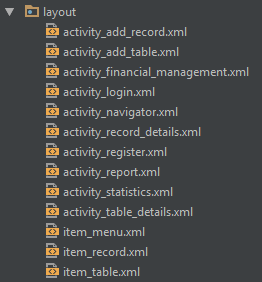 layout
activity_add_record.xml
activity_add_table.xml
activity_financial_management.xml
activity_login.xml
activity_navigator.xml
activity_record_details.xml
activity_register.xml
activity_report.xml
activity_statistics.xml
activity_table_details.xml
item_menu.xml
item_record.xml
item_table.xml